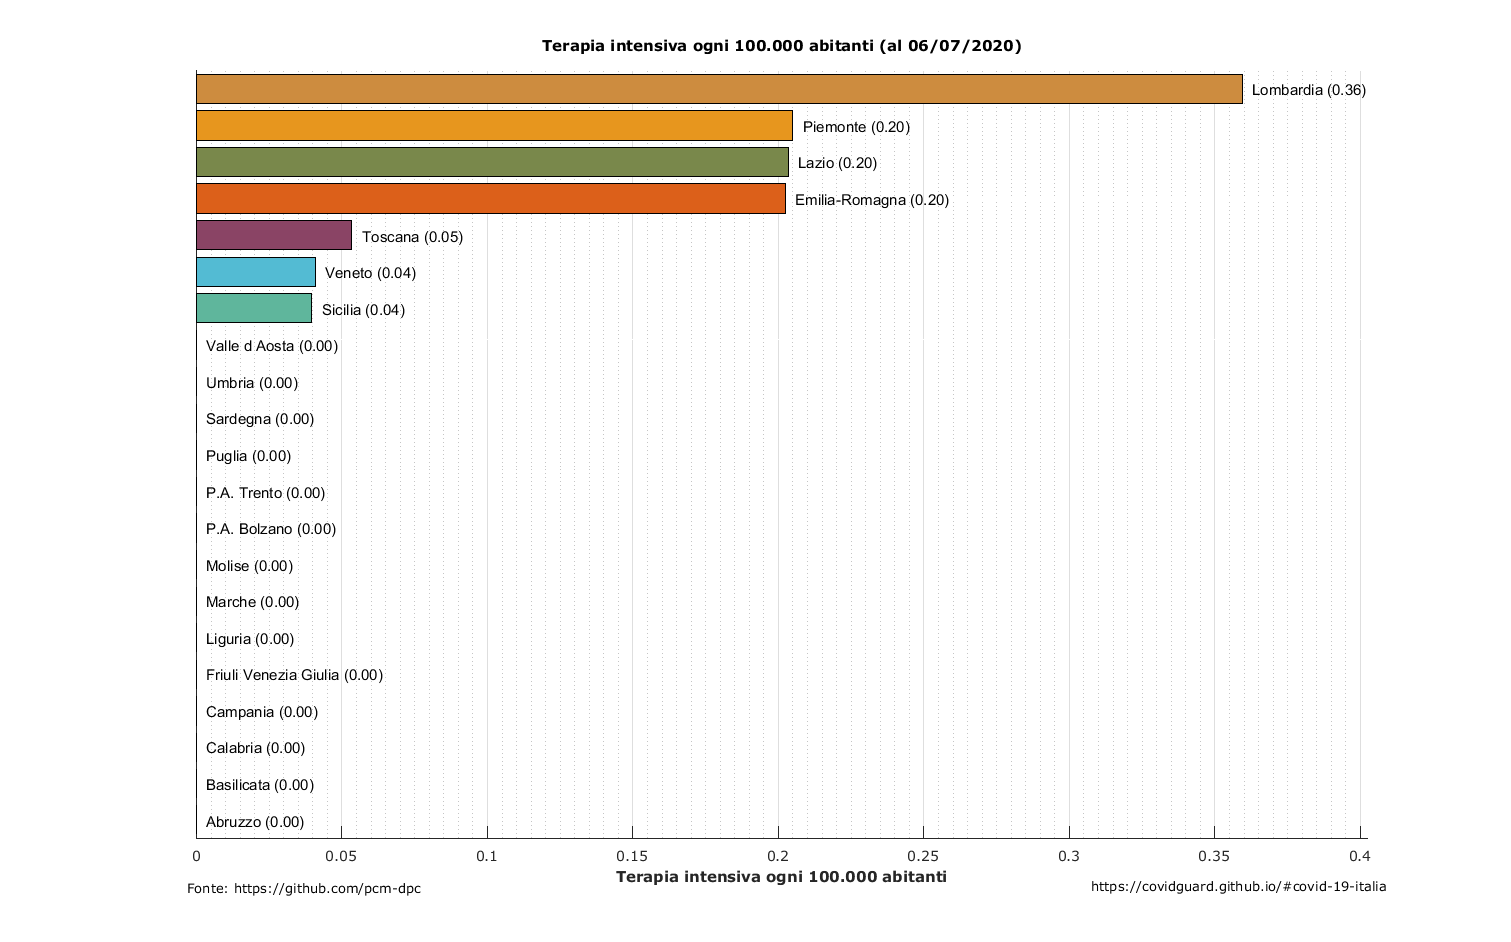 Terapia intensiva ogni 100.000 abitanti (al 06/07/2020)
Lombardia (0.36)
Piemonte (0.20)
Lazio (0.20)
Emilia-Romagna (0.20)
Toscana (0.05)
Veneto (0.04)
Sicilia (0.04)
Valle d Aosta (0.00)
Umbria (0.00)
Sardegna (0.00)
Puglia (0.00)
P.A. Trento (0.00)
P.A. Bolzano (0.00)
Molise (0.00)
Marche (0.00)
Liguria (0.00)
Friuli Venezia Giulia (0.00)
Campania (0.00)
Calabria (0.00)
Basilicata (0.00)
Abruzzo (0.00)
0 0.05 0.1 0.15 0.2 0.25 0.3 0.35 0.4
Terapia intensiva ogni 100.000 abitanti
Fonte: https://github.com/pcm-dpc
https://covidguard.github.io/#covid-19-italia